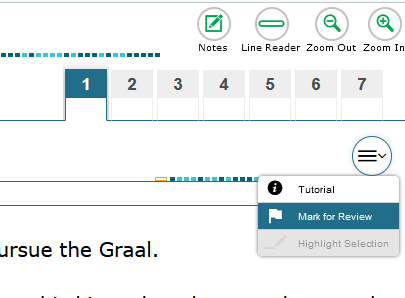 Notes Line Reader Zoom Out Zoom In
1 2 3 4 5 6 7
Tutorial
Mark for Review
Highlight Selection
the Graal.